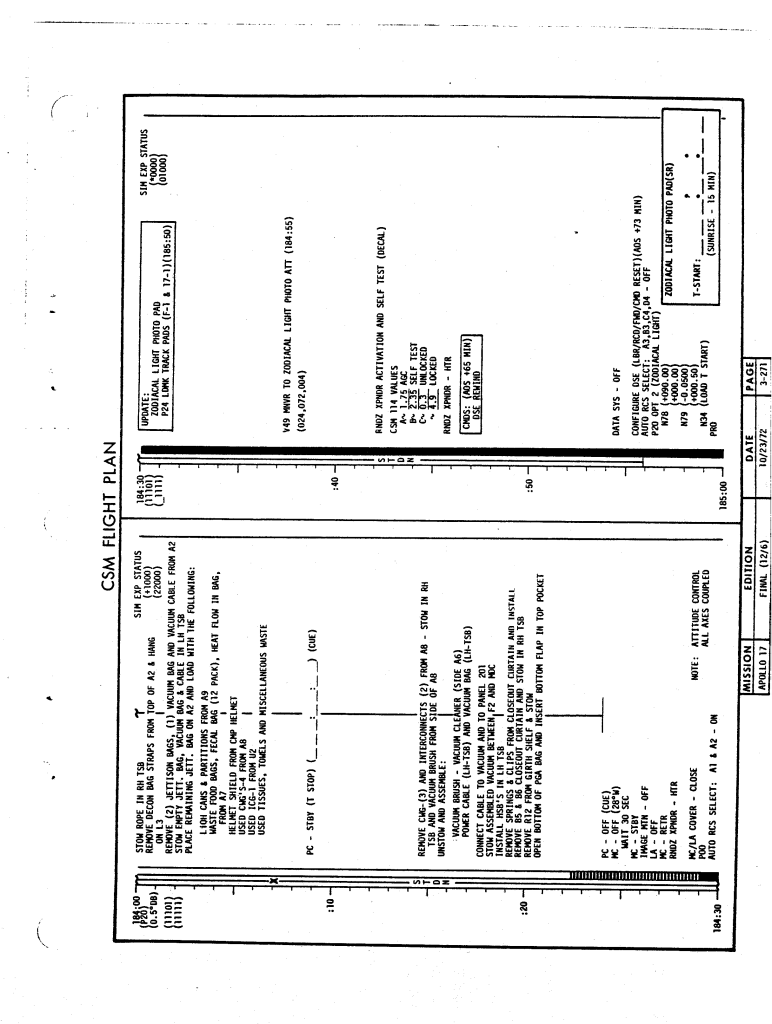 CSM FLIGHT PLAN
184:00
(P20)
(0.5°DB)
(11101)
(11111)
:10
S
T
D
N
:20
184:30
STOW ROPE IN RH TSB
SIM EXP STATUS
(+1000)
(22000)
REMOVE DECON BAG STRAPS FROM TOP OF A2 & HANG
ON L3
REMOVE (2) JETTISON BAGS, (1) VACUUM BAG AND VACUUM CABLE FROM A2
STOW EMPTY JETT. BAG, VACUUM BAG & CABLE IN LH TSB
PLACE REMAINING JETT. BAG ON A2 AND LOAD WITH THE FOLLOWING:
LIOH CANS & PARTITIONS FROM A9
WASTE FOOD BAGS, FECAL BAG (12 PACK), HEAT FLOW IN BAG,
FROM A7
HELMET SHIELD FROM CMP HELMET
USED CWG'S-4 FROM A8
USED ICG-1 FROM U2
USED TISSUES, TOWELS AND MISCELLANEOUS WASTE
PC - STBY (T STOP) (___:___:___) (CUE)
REMOVE CWG-(3) AND INTERCONNECTS (2) FROM A8 - STOW IN RH
TSB AND VACUUM BRUSH FROM SIDE OF A8
UNSTOW AND ASSEMBLE:
VACUUM BRUSH - VACUUM CLEANER (SIDE A6)
POWER CABLE (LH-TSB) AND VACUUM BAG (LH-TSB)
CONNECT CABLE TO VACUUM AND TO PANEL 201
STOW ASSEMBLED VACUUM BETWEEN F2 AND MDC
INSTALL HSB'S IN LH TSB
REMOVE SPRINGS & CLIPS FROM CLOSEOUT CURTAIN AND INSTALL
REMOVE B5 & B6 CLOSEOUT CURTAIN AND STOW IN RH TSB
REMOVE R12 FROM GIRTH SHELF & STOW
OPEN BOTTOM OF PGA BAG AND INSERT BOTTOM FLAP IN TOP POCKET
PC - OFF (CUE)
MC - OFF (28°W)
WAIT 30 SEC
MC - STBY
IMAGE MTN - OFF
LA - OFF
MC - RETR
RNDZ XPNDR - HTR
MC/LA COVER - CLOSE
P00
AUTO RCS SELECT: A1 & A2 - ON
NOTE: ATTITUDE CONTROL
ALL AXES COUPLED
184:30
(11101)
(_1111)
:40
S
T
D
N
:50
185:00
UPDATE:
ZODIACAL LIGHT PHOTO PAD
P24 LDMK TRACK PADS (F-1 & 17-1)(185:50)
SIM EXP STATUS
(*0000)
(01000)
V49 MNVR TO ZODIACAL LIGHT PHOTO ATT (184:55)
(024,072,004)
RNDZ XPNDR ACTIVATION AND SELF TEST (DECAL)
CSM 114 VALUES
A~ 1.75 AGC
B~ 2.35 SELF TEST
C~ 0.3 UNLOCKED
~ 4.9 LOCKED
RNDZ XPNDR - HTR
CMDS: (AOS +65 MIN)
DSE REWIND
DATA SYS - OFF
CONFIGURE DSE (LBR/RCD/FWD/CMD RESET)(AOS +73 MIN)
AUTO RCS SELECT: A3,B3,C4,D4 - OFF
P20 OPT 2 (ZODIACAL LIGHT)
N78 (+090.00)
(+000.00)
N79 (-0.0500)
(+000.50)
N34 (LOAD T START)
PRO
ZODIACAL LIGHT PHOTO PAD(SR)
P
T-START: ___:___:___
(SUNRISE - 15 MIN)
MISSION EDITION DATE PAGE
APOLLO 17 FINAL (12/6) 10/23/72 3-271